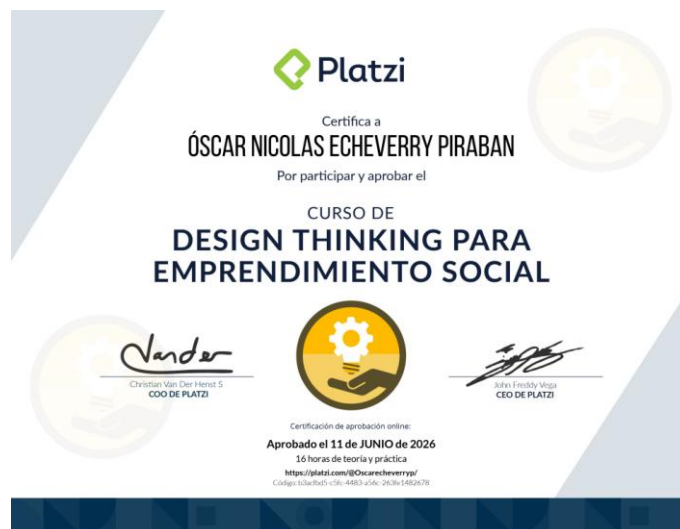 Platzi
Certifica a
ÓSCAR NICOLAS ECHEVERRY PIRABAN
Por participar y aprobar el
CURSO DE
DESIGN THINKING PARA
EMPRENDIMIENTO SOCIAL
Christian Van Der Henst S
COO DE PLATZI
John Freddy Vega
CEO DE PLATZI
Certificación de aprobación online:
Aprobado el 11 de JUNIO de 2026
16 horas de teoría y práctica
https://platzi.com/@Oscarecheverryp/
Código: